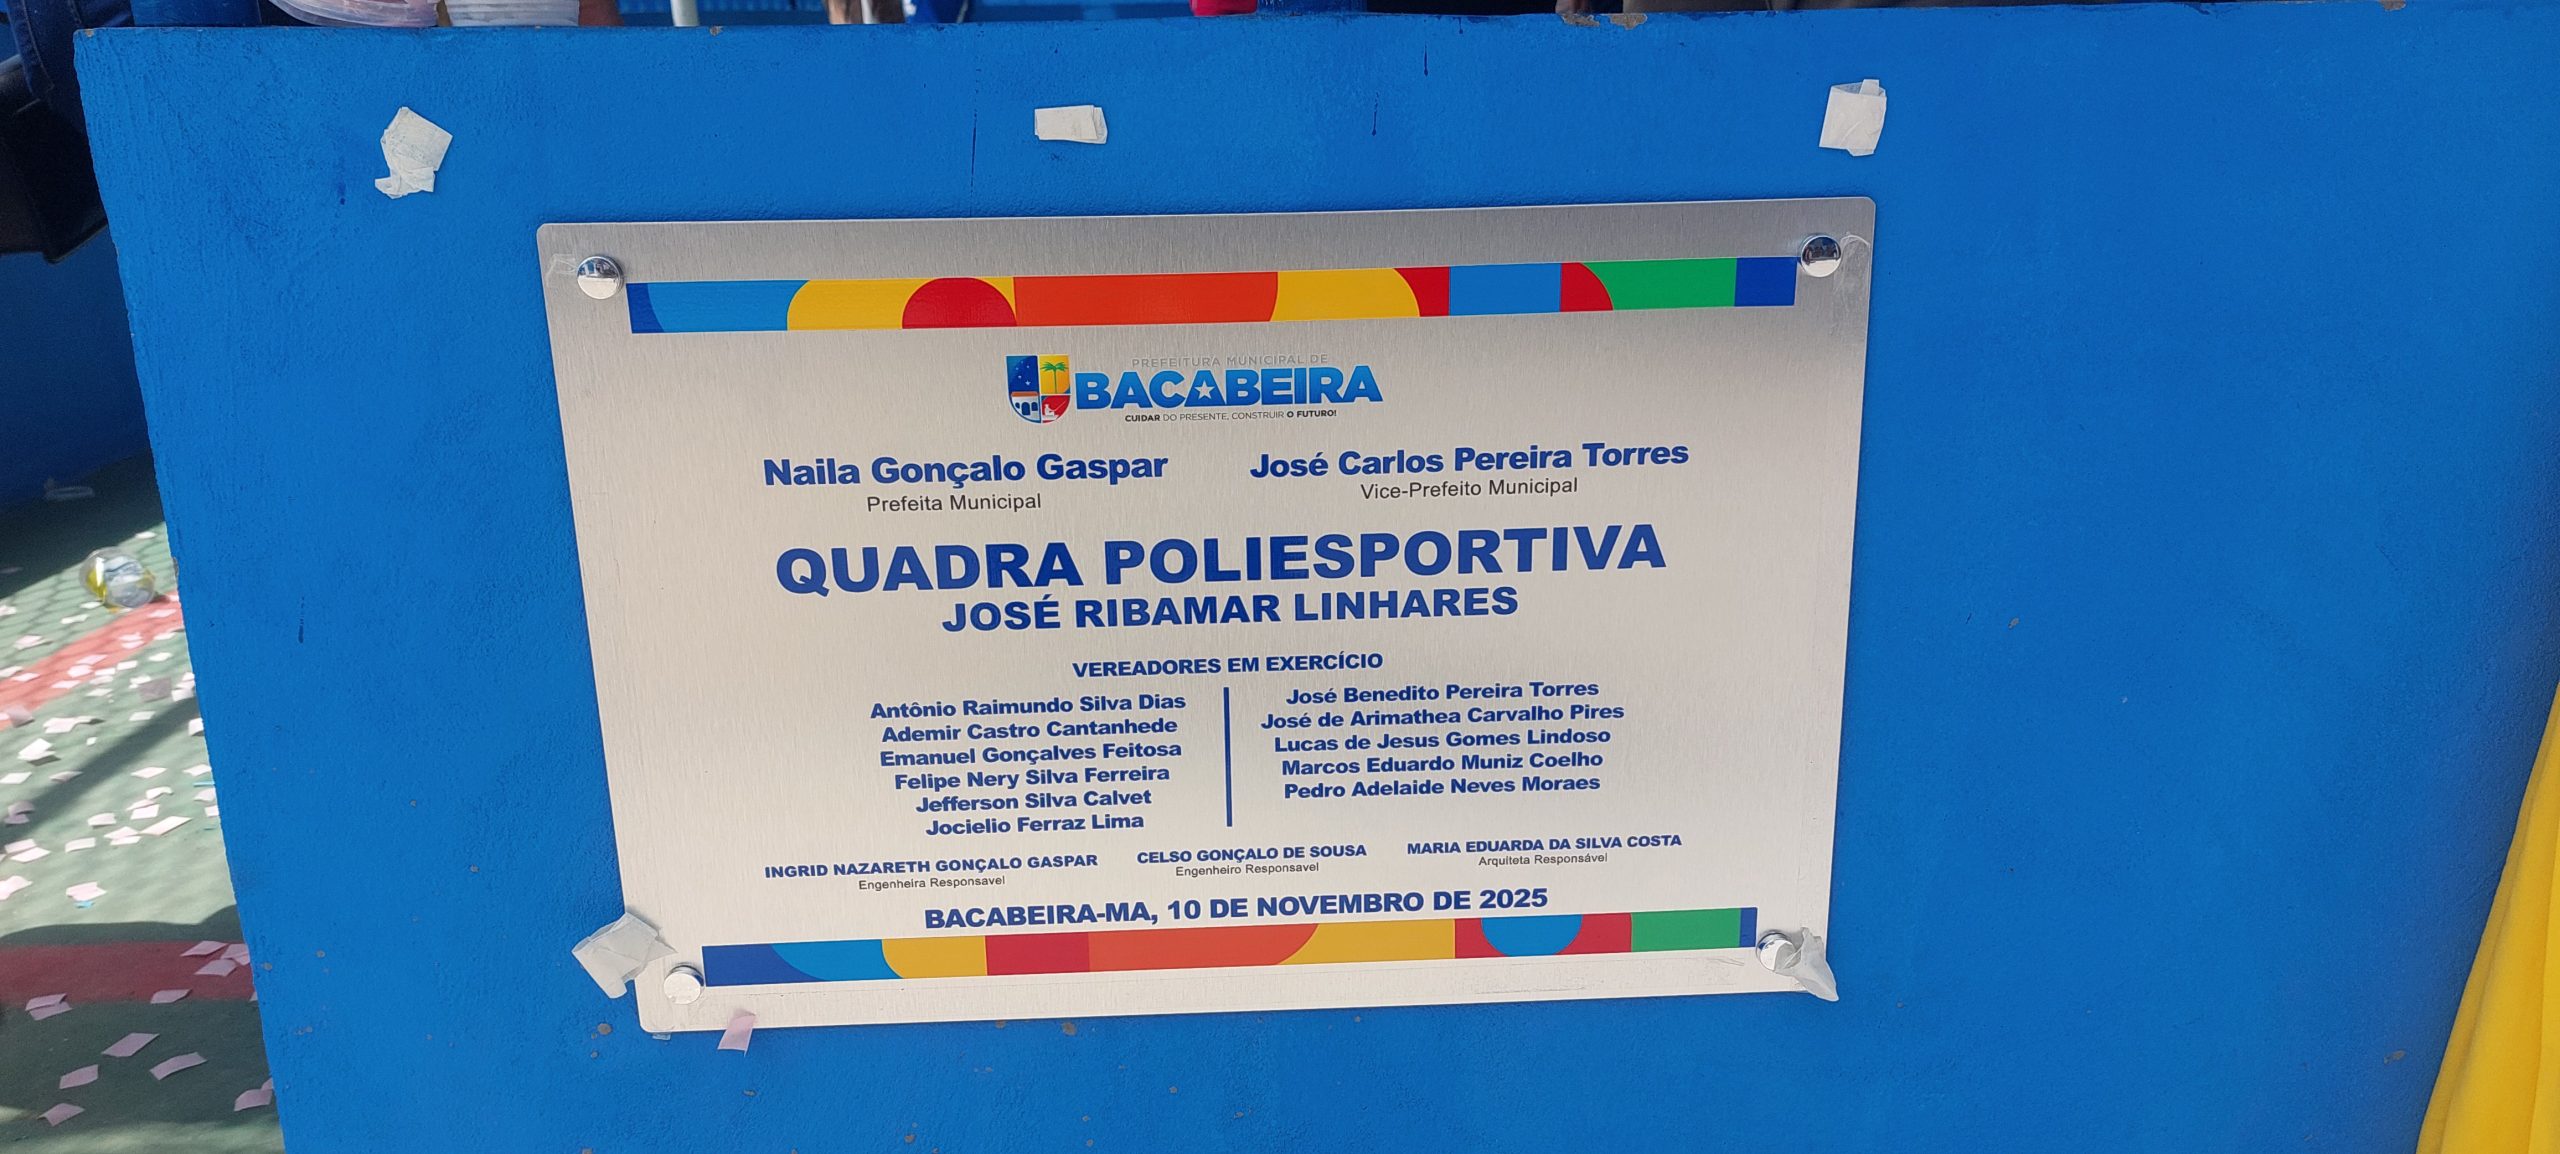 PREFEITURA MUNICIPAL DE
BACABEIRA
CUIDAR DO PRESENTE, CONSTRUIR O FUTURO!
Naila Gonçalo Gaspar
Prefeita Municipal
José Carlos Pereira Torres
Vice-Prefeito Municipal
QUADRA POLIESPORTIVA
JOSÉ RIBAMAR LINHARES
VEREADORES EM EXERCÍCIO
Antônio Raimundo Silva Dias
Ademir Castro Cantanhede
Emanuel Gonçalves Feitosa
Felipe Nery Silva Ferreira
Jefferson Silva Calvet
Jocielio Ferraz Lima
José Benedito Pereira Torres
José de Arimathea Carvalho Pires
Lucas de Jesus Gomes Lindoso
Marcos Eduardo Muniz Coelho
Pedro Adelaide Neves Moraes
INGRID NAZARETH GONÇALO GASPAR
Engenheira Responsavel
CELSO GONÇALO DE SOUSA
Engenheiro Responsavel
MARIA EDUARDA DA SILVA COSTA
Arquiteta Responsável
BACABEIRA-MA, 10 DE NOVEMBRO DE 2025